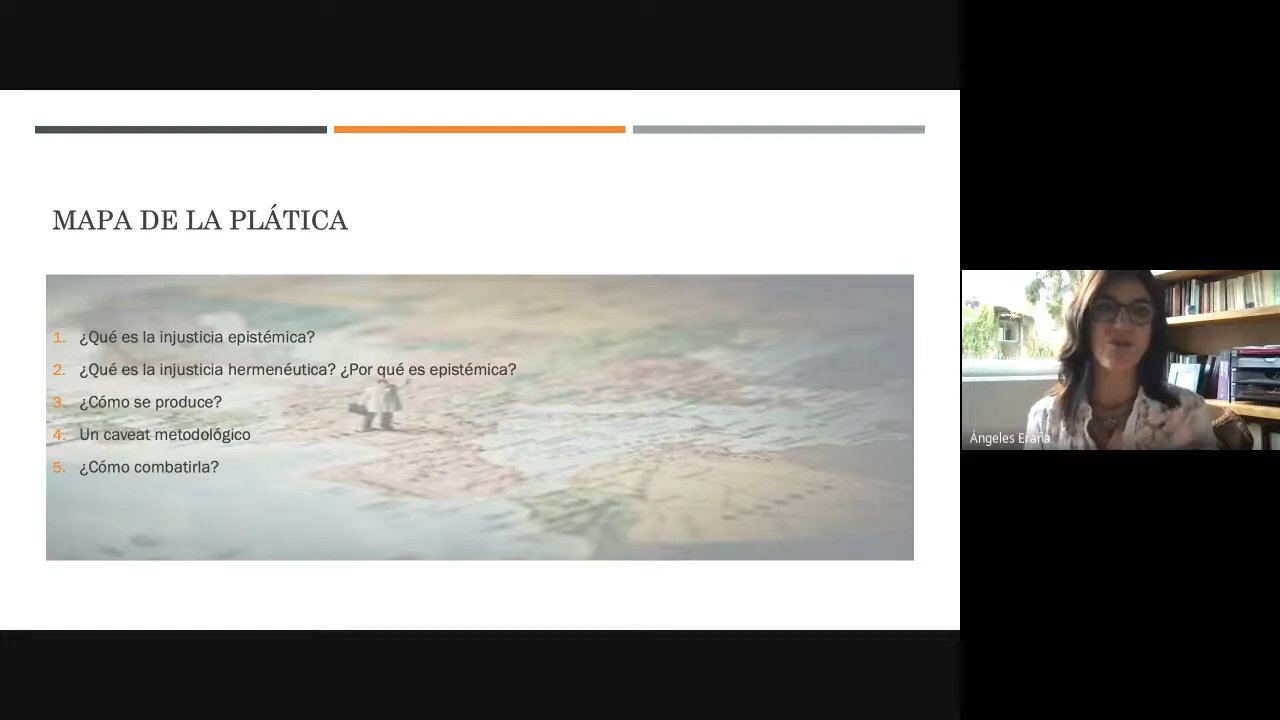 MAPA DE LA PLÁTICA
1. ¿Qué es la injusticia epistémica?
2. ¿Qué es la injusticia hermenéutica? ¿Por qué es epistémica?
3. ¿Cómo se produce?
4. Un caveat metodológico
5. ¿Cómo combatirla?
Ángeles Eraña